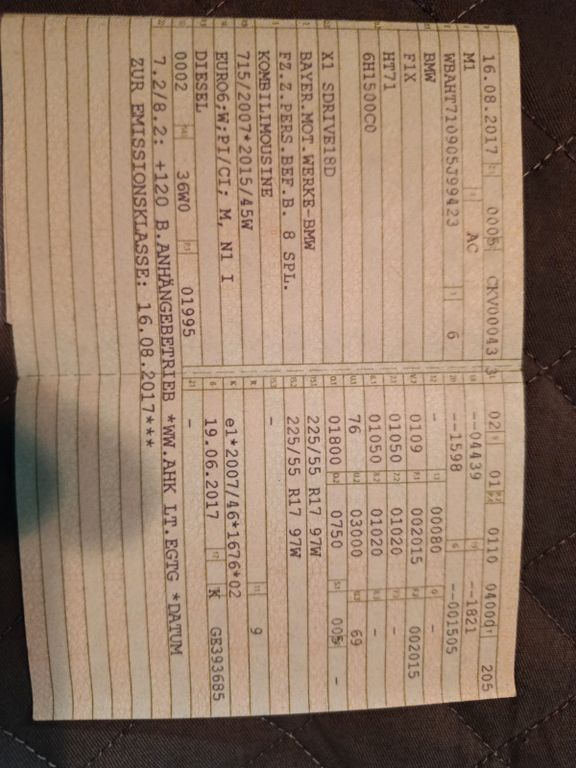 16.08.2017 0005 CKV00043 3
M1 AC
WBAHT710905J99423 6
BMW
F1X
HT71
6H1500C0
X1 SDRIVE18D
BAYER.MOT.WERKE-BMW
FZ.Z.PERS.BEF.B. 8 SPL.
KOMBILIMOUSINE
715/2007*2015/45W
EURO6;W;PI/CI; M, N1 I
DIESEL
0002 36W0 01995
7.2/8.2: +120 B.ANHÄNGEBETRIEB *WW.AHK LT.EGTG *DATUM
ZUR EMISSIONSKLASSE: 16.08.2017***
02 01 0110 0400 205
--04439 --1821
--1598 --001505
- 00080 -
0109 002015 002015
01050 01020 -
01050 01020 -
76 03000 69
01800 0750 005 -
225/55 R17 97W
225/55 R17 97W
-
9
e1*2007/46*1676*02
19.06.2017 K GE393685
-